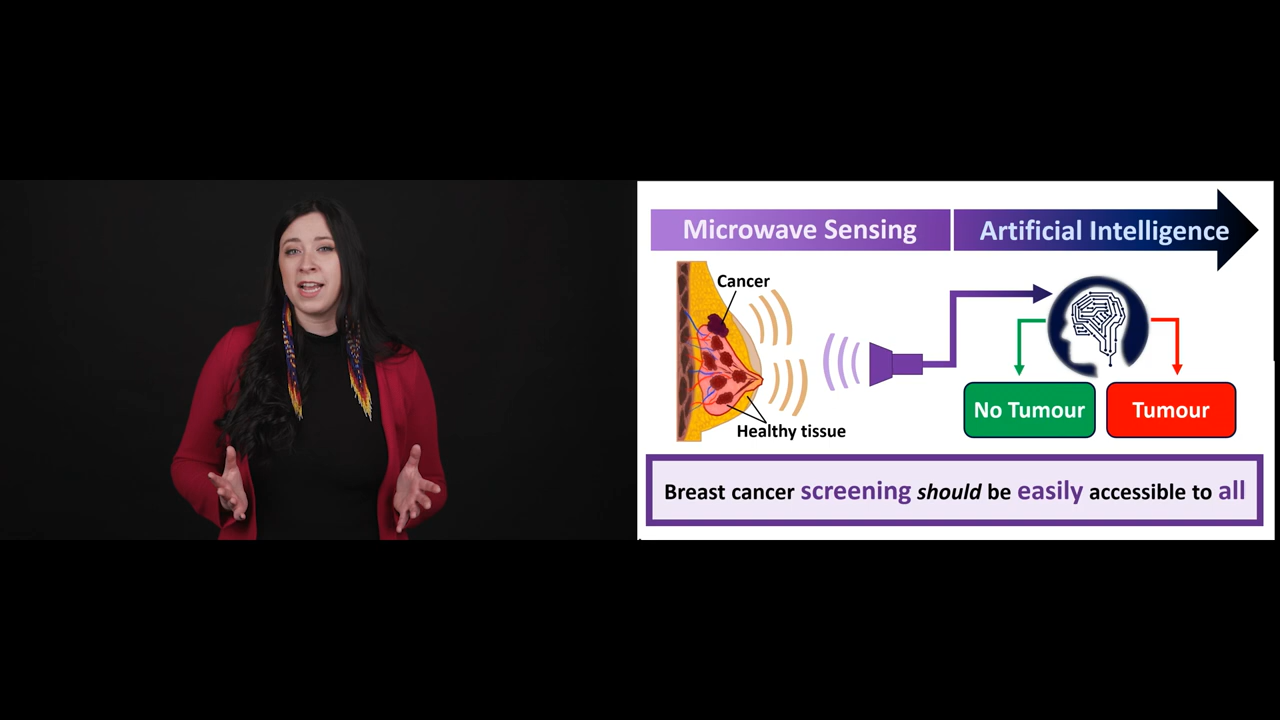 Microwave Sensing
Artificial Intelligence
Cancer
Healthy tissue
No Tumour
Tumour
Breast cancer screening should be easily accessible to all